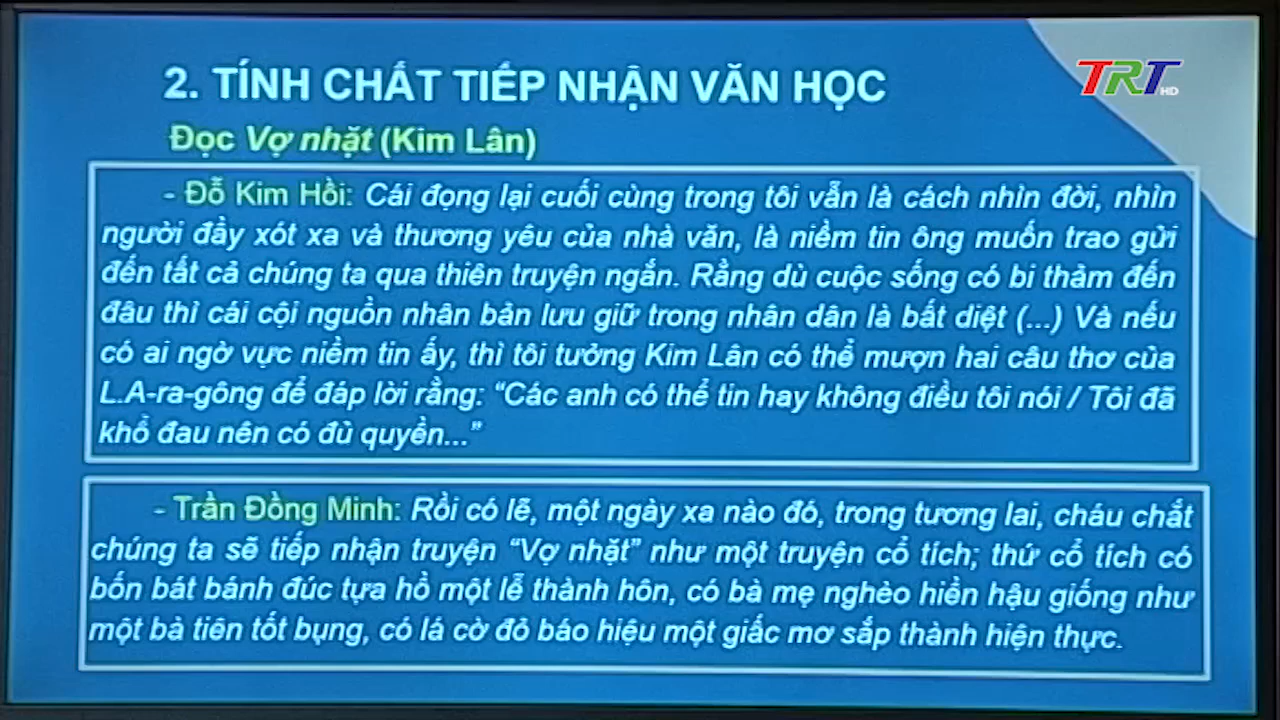 2. TÍNH CHẤT TIẾP NHẬN VĂN HỌC
TRT HD
Đọc Vợ nhặt (Kim Lân)
- Đỗ Kim Hồi: Cái đọng lại cuối cùng trong tôi vẫn là cách nhìn đời, nhìn
người đầy xót xa và thương yêu của nhà văn, là niềm tin ông muốn trao gửi
đến tất cả chúng ta qua thiên truyện ngắn. Rằng dù cuộc sống có bi thảm đến
đâu thì cái cội nguồn nhân bản lưu giữ trong nhân dân là bất diệt (...) Và nếu
có ai ngờ vực niềm tin ấy, thì tôi tưởng Kim Lân có thể mượn hai câu thơ của
L.A-ra-gông để đáp lời rằng: “Các anh có thể tin hay không điều tôi nói / Tôi đã
khổ đau nên có đủ quyền...”
- Trần Đồng Minh: Rồi có lẽ, một ngày xa nào đó, trong tương lai, cháu chắt
chúng ta sẽ tiếp nhận truyện “Vợ nhặt” như một truyện cổ tích; thứ cổ tích có
bốn bát bánh đúc tựa hồ một lễ thành hôn, có bà mẹ nghèo hiền hậu giống như
một bà tiên tốt bụng, có lá cờ đỏ báo hiệu một giấc mơ sắp thành hiện thực.